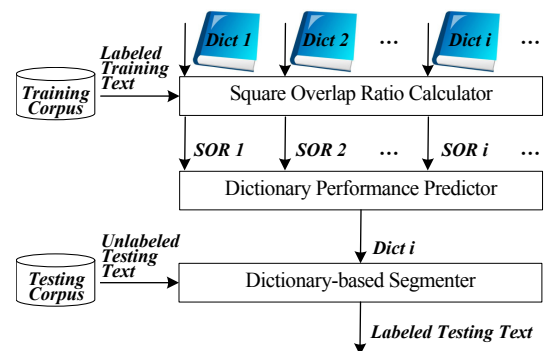 Dict 1
Dict 2
...
Dict i
...
Labeled
Training
Text
Training
Corpus
Square Overlap Ratio Calculator
SOR 1
SOR 2
...
SOR i
...
Dictionary Performance Predictor
Dict i
Unlabeled
Testing
Text
Testing
Corpus
Dictionary-based Segmenter
Labeled Testing Text